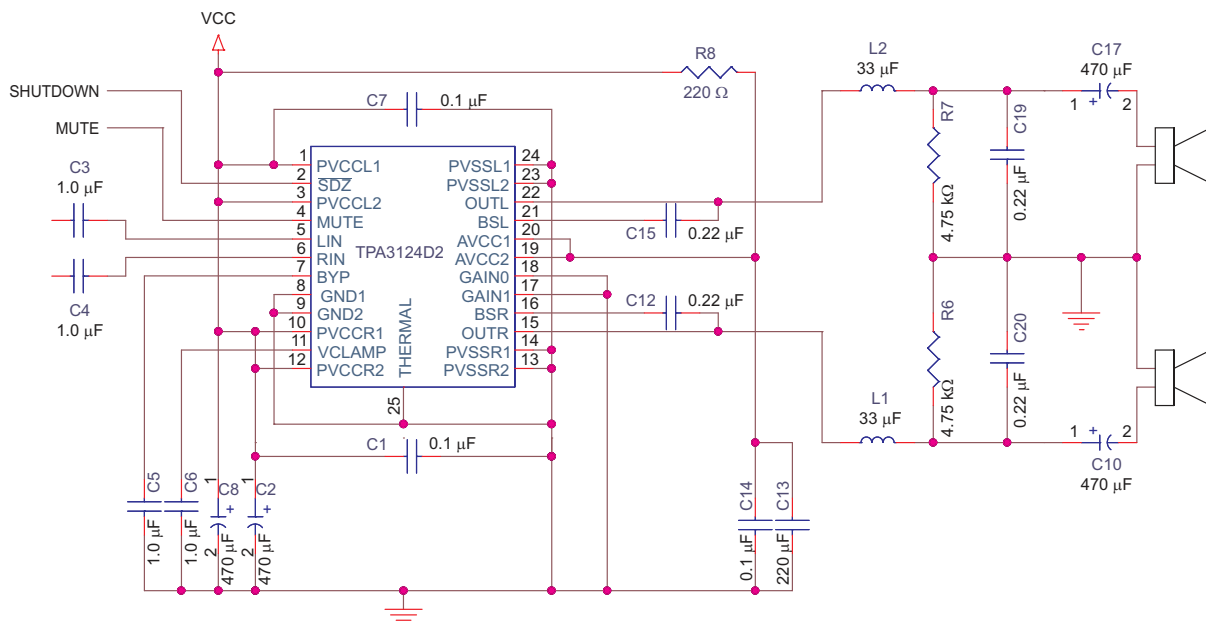 VCC
SHUTDOWN
MUTE
C3
1.0 µF
C4
1.0 µF
C7
0.1 µF
R8
220 Ω
L2
33 µF
C17
470 µF
1 + 2
R7
4.75 kΩ
C19
0.22 µF
1 PVCCL1
2 SDZ
3 PVCCL2
4 MUTE
5 LIN
6 RIN
7 BYP
8 GND1
9 GND2
10 PVCCR1
11 VCLAMP
12 PVCCR2
TPA3124D2
THERMAL
25
PVSSL1 24
PVSSL2 23
OUTL 22
BSL 21
AVCC1 20
AVCC2 19
GAIN0 18
GAIN1 17
BSR 16
OUTR 15
PVSSR1 14
PVSSR2 13
C15
0.22 µF
C12
0.22 µF
R6
4.75 kΩ
C20
0.22 µF
L1
33 µF
1 + 2
C10
470 µF
C1
0.1 µF
C5
1.0 µF
C6
1.0 µF
1
C8
+
2
470 µF
1
C2
+
2
470 µF
C14
0.1 µF
C13
220 µF